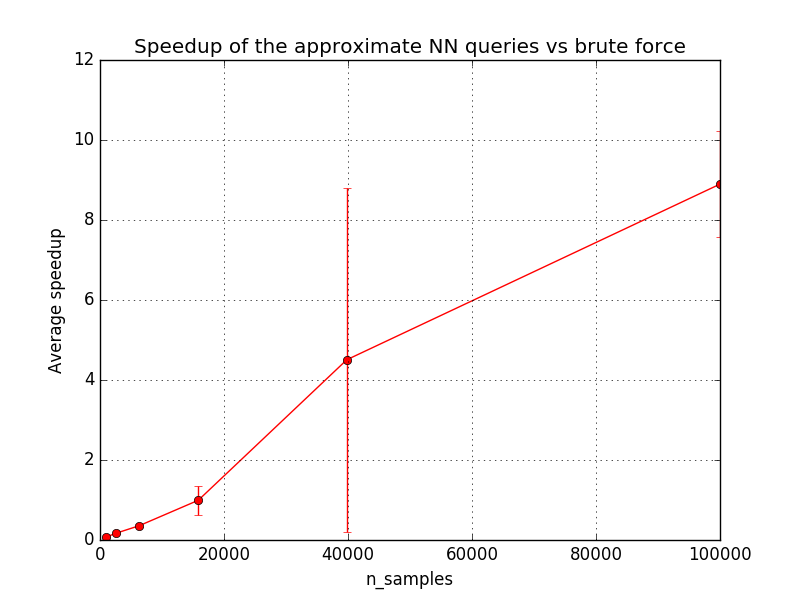 Speedup of the approximate NN queries vs brute force
12
10
8
6
4
2
0
Average speedup
0 20000 40000 60000 80000 100000
n_samples